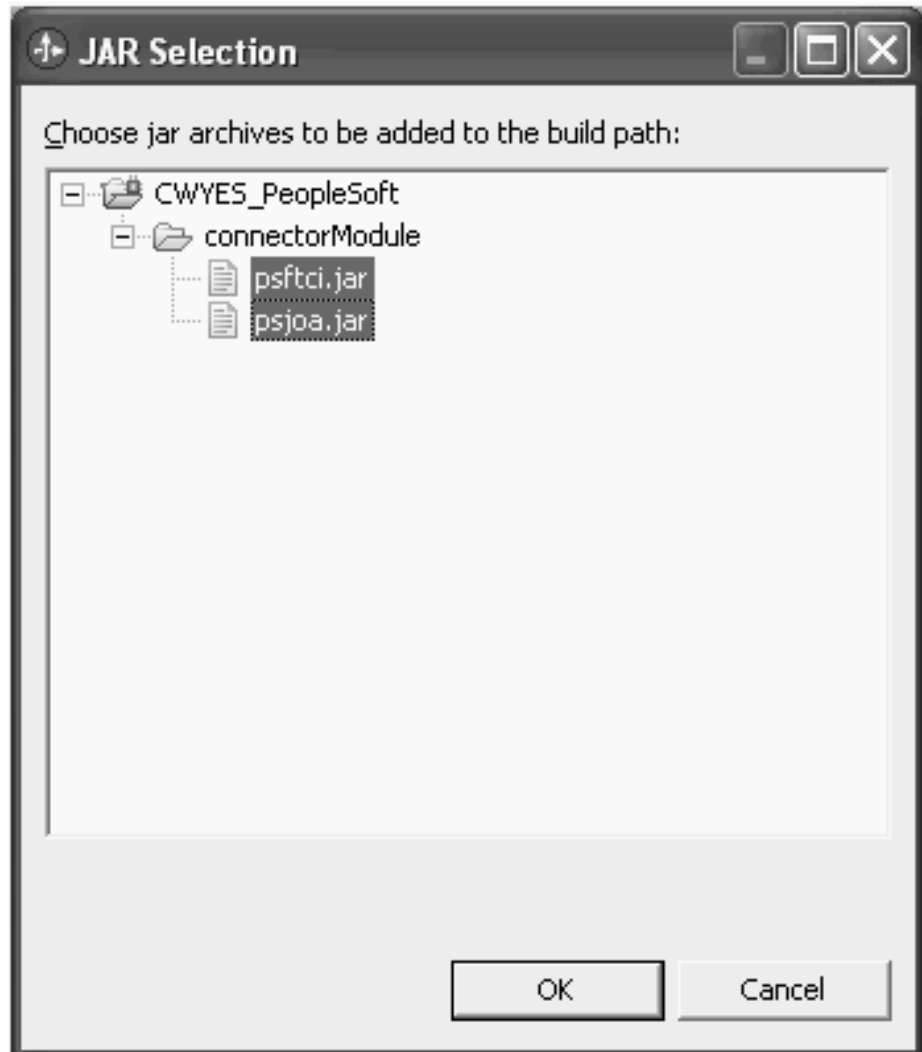 JAR Selection
Choose jar archives to be added to the build path:
CWYES_PeopleSoft
connectorModule
psftci.jar
psjoa.jar
OK
Cancel